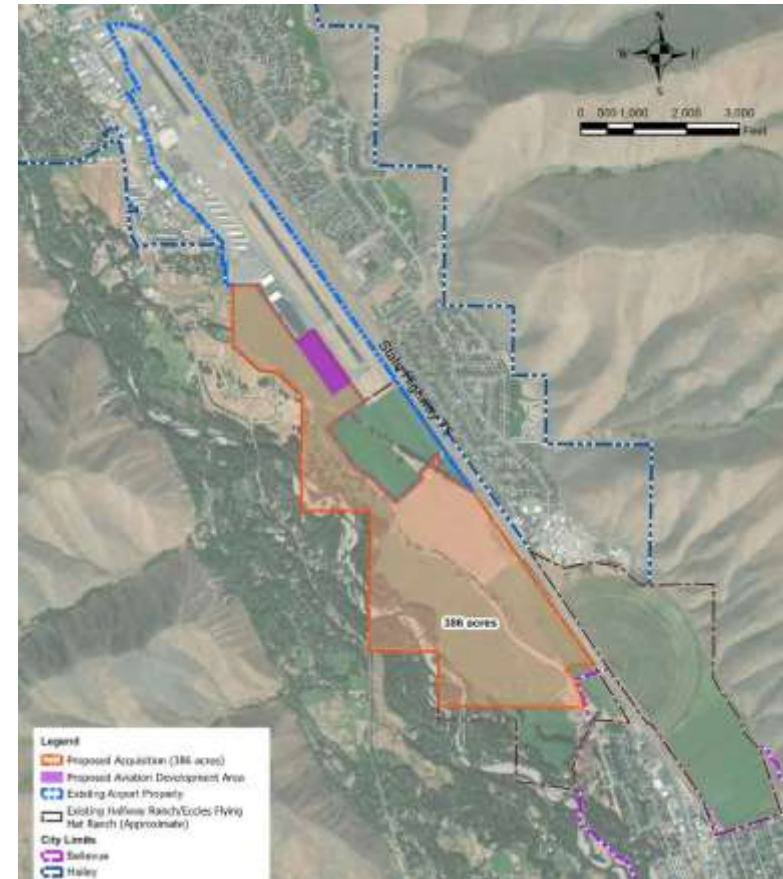 N
W
E
S
0 500 1,000 2,000 3,000
Feet
State Highway 75
386 acres
Legend
Proposed Acquisition (386 acres)
Proposed Aviation Development Area
Existing Airport Property
Existing Halfway Ranch/Eccles Flying
Hat Ranch (Approximate)
City Limits
Bellevue
Hailey